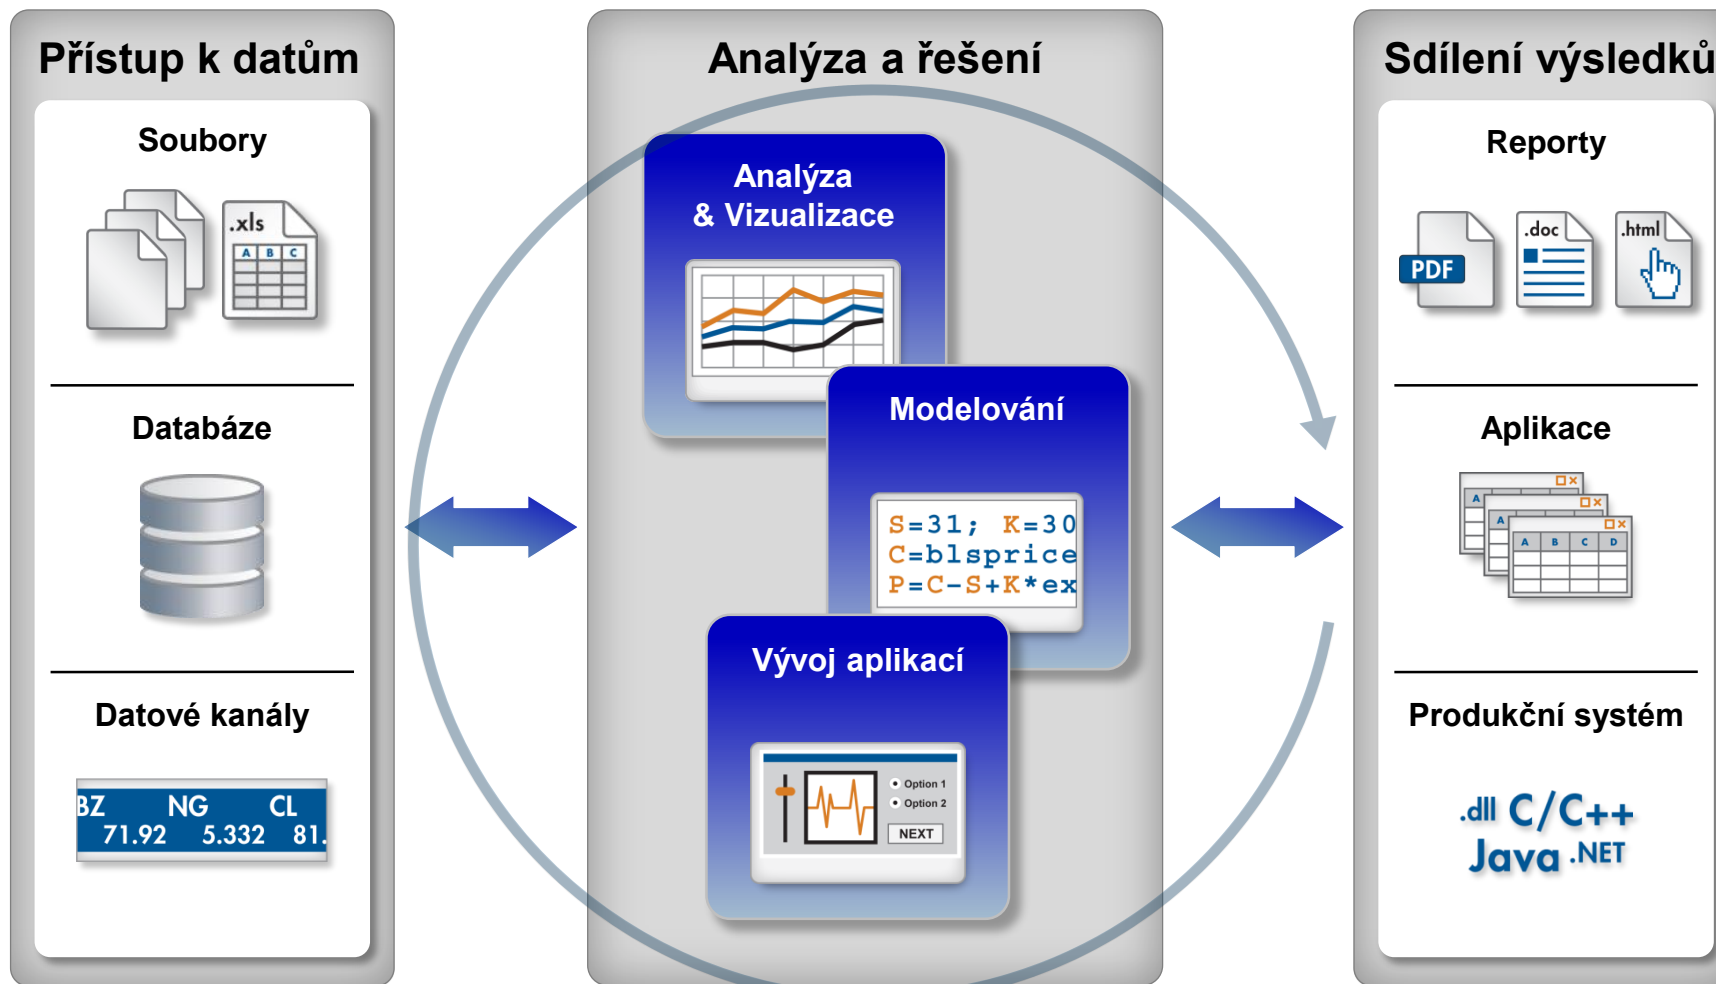 Přístup k datům
Soubory
.xls
A B C
Databáze
Datové kanály
BZ NG CL
71.92 5.332 81.
Analýza a řešení
Analýza
& Vizualizace
Modelování
S=31; K=30
C=blsprice
P=C-S+K*ex
Vývoj aplikací
Option 1
Option 2
NEXT
Sdílení výsledků
Reporty
PDF
.doc
.html
Aplikace
A
A
A B C D
Produkční systém
.dll C/C++
Java .NET